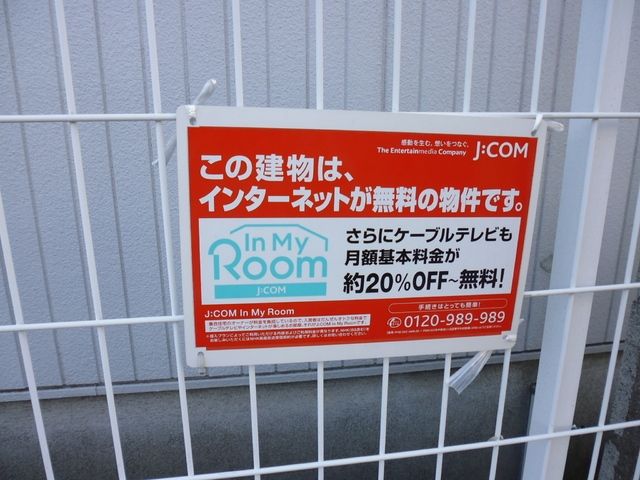 感動を生む。想いをつなぐ。
The Entertainmedia Company
J:COM
この建物は、
インターネットが無料の物件です。
In My
Room
J:COM
さらにケーブルテレビも
月額基本料金が
約20%OFF~無料!
J:COM In My Room
手続きはとっても簡単!
0120-989-989